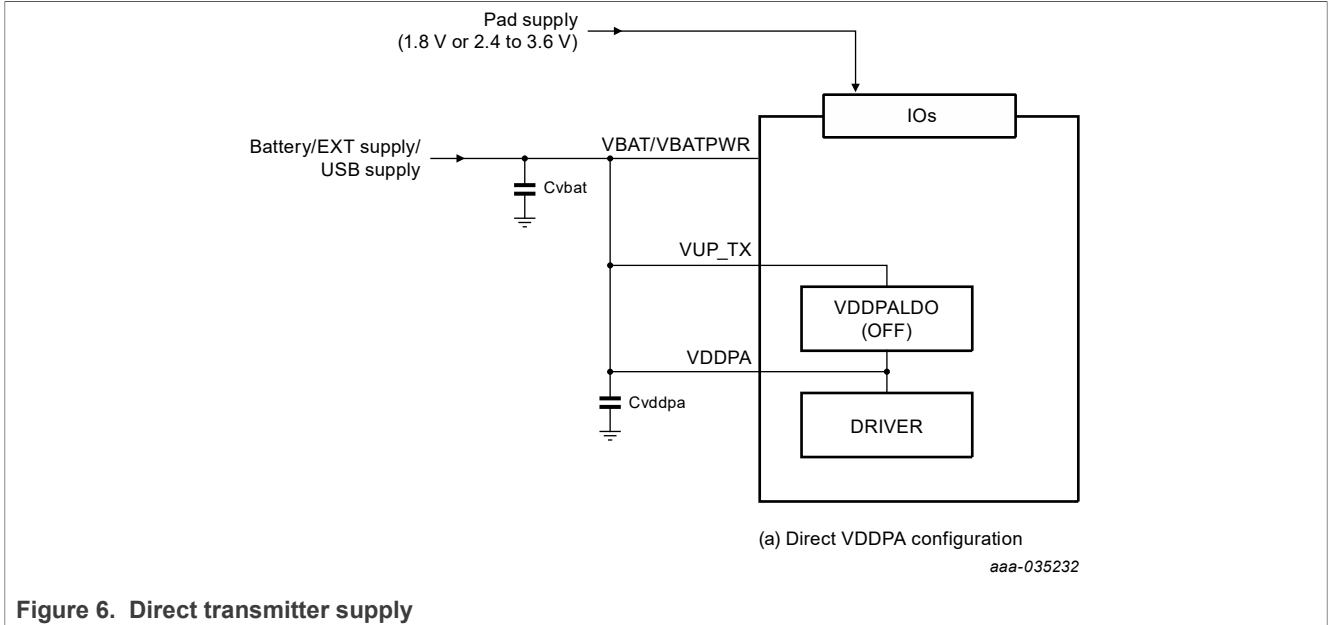 Pad supply
(1.8 V or 2.4 to 3.6 V)
IOs
Battery/EXT supply/
USB supply
VBAT/VBATPWR
Cvbat
VUP_TX
VDDPALDO
(OFF)
VDDPA
Cvddpa
DRIVER
(a) Direct VDDPA configuration
aaa-035232
Figure 6. Direct transmitter supply